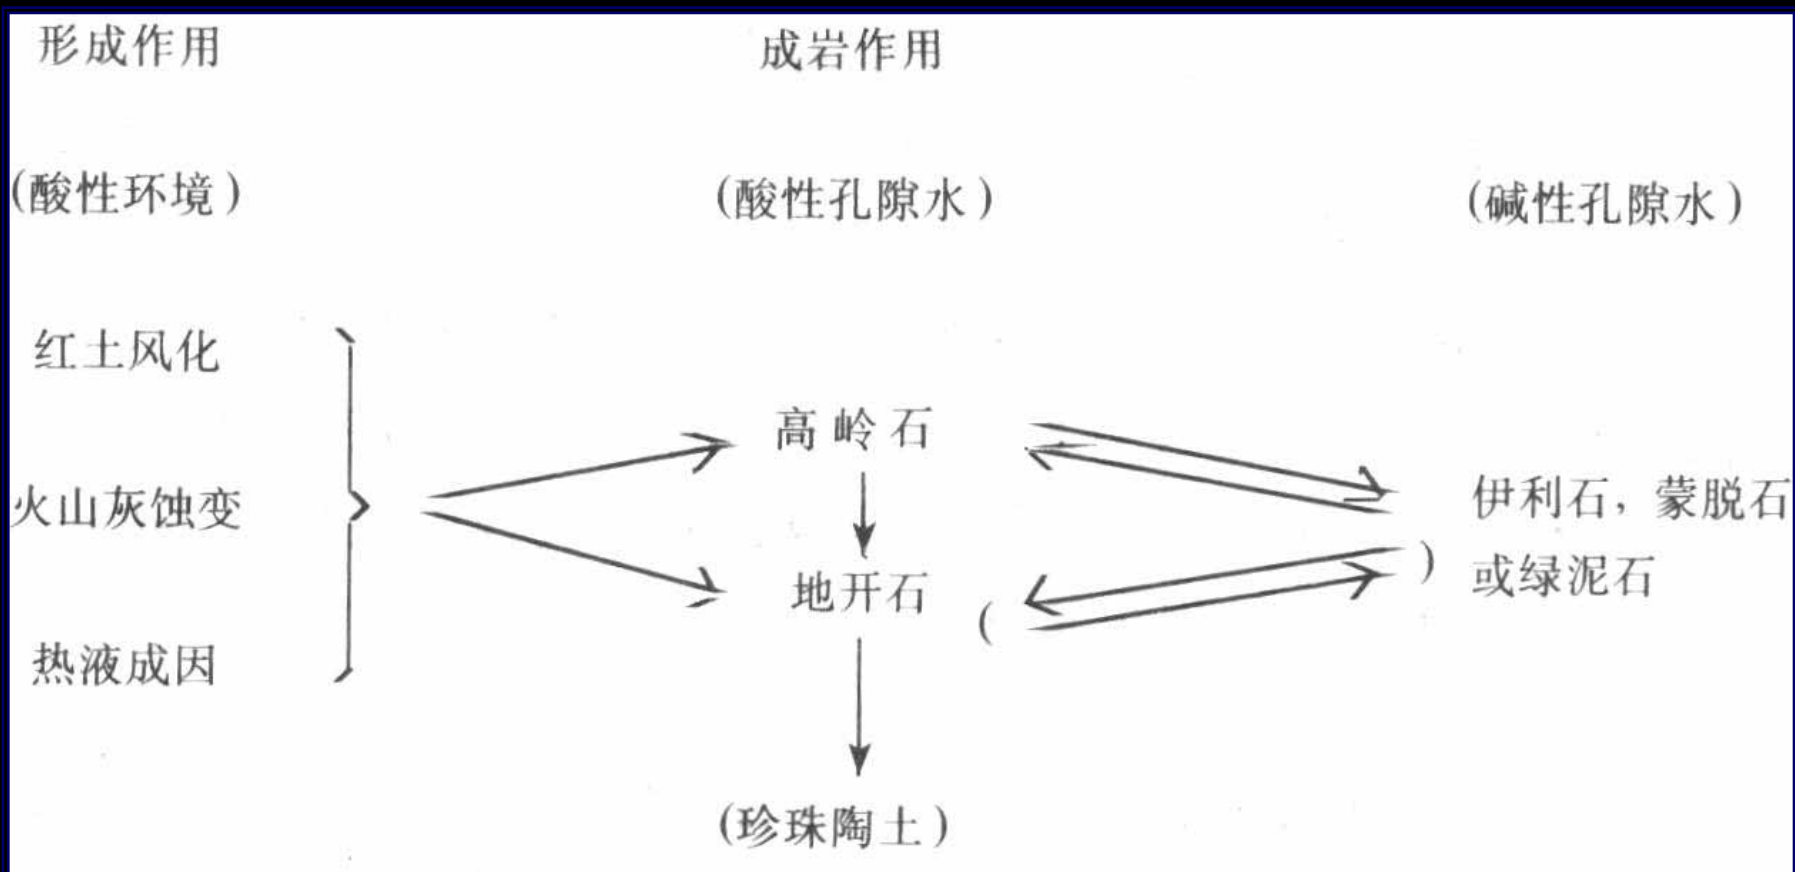 形成作用
成岩作用
(酸性环境)
(酸性孔隙水)
(碱性孔隙水)
红土风化
火山灰蚀变
热液成因
高岭石
地开石
(珍珠陶土)
伊利石，蒙脱石
或绿泥石